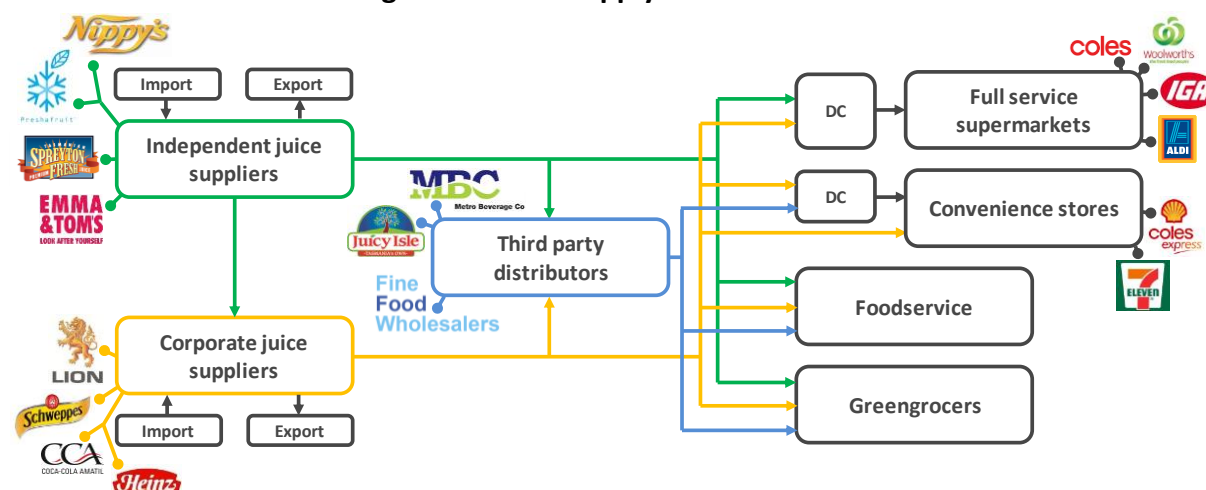 Nippy's
Preshafruit
TASMANIAN
SPREYTON
FRESH
EMMA
&TOM'S
LOOK AFTER YOURSELF
Import
Export
Independent juice
suppliers
MBC
Metro Beverage Co
Juicy Isle
Fine
Food
Wholesalers
Third party
distributors
LION
Schweppes
CCA
COCA-COLA AMATIL
Heinz
Corporate juice
suppliers
Import
Export
DC
Full service
supermarkets
coles
woolworths
IGA
ALDI
DC
Convenience stores
coles
express
7
ELEVEN
Foodservice
Greengrocers